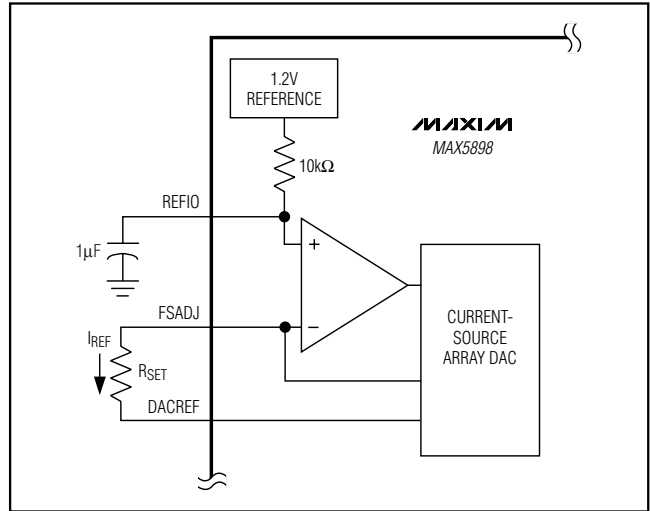 1.2V
REFERENCE
MAXIM
MAX5898
10kΩ
REFIO
1μF
+
FSADJ
−
CURRENT-
SOURCE
ARRAY DAC
IREF
RSET
DACREF